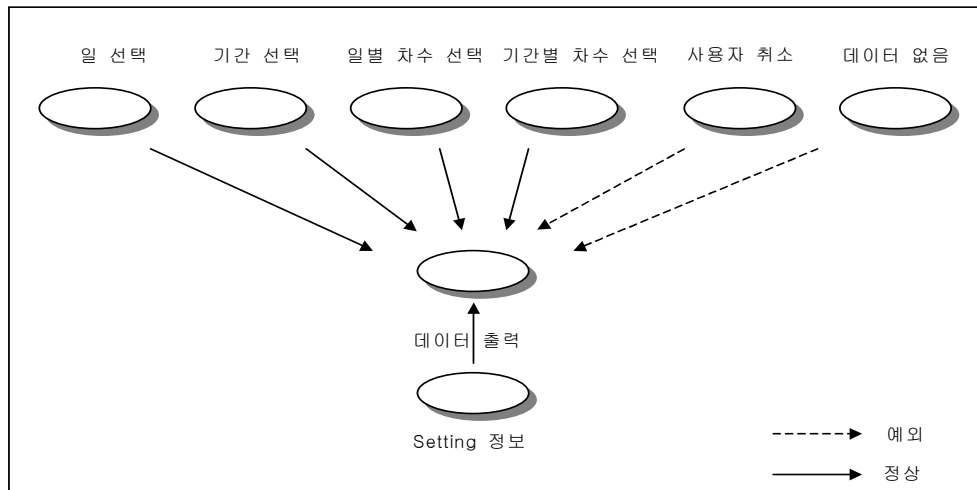 일 선택
기간 선택
일별 차수 선택
기간별 차수 선택
사용자 취소
데이터 없음
데이터 출력
Setting 정보
예외
정상